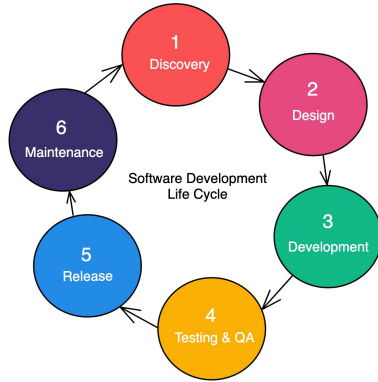 1
Discovery
2
Design
3
Development
4
Testing & QA
5
Release
6
Maintenance
Software Development
Life Cycle